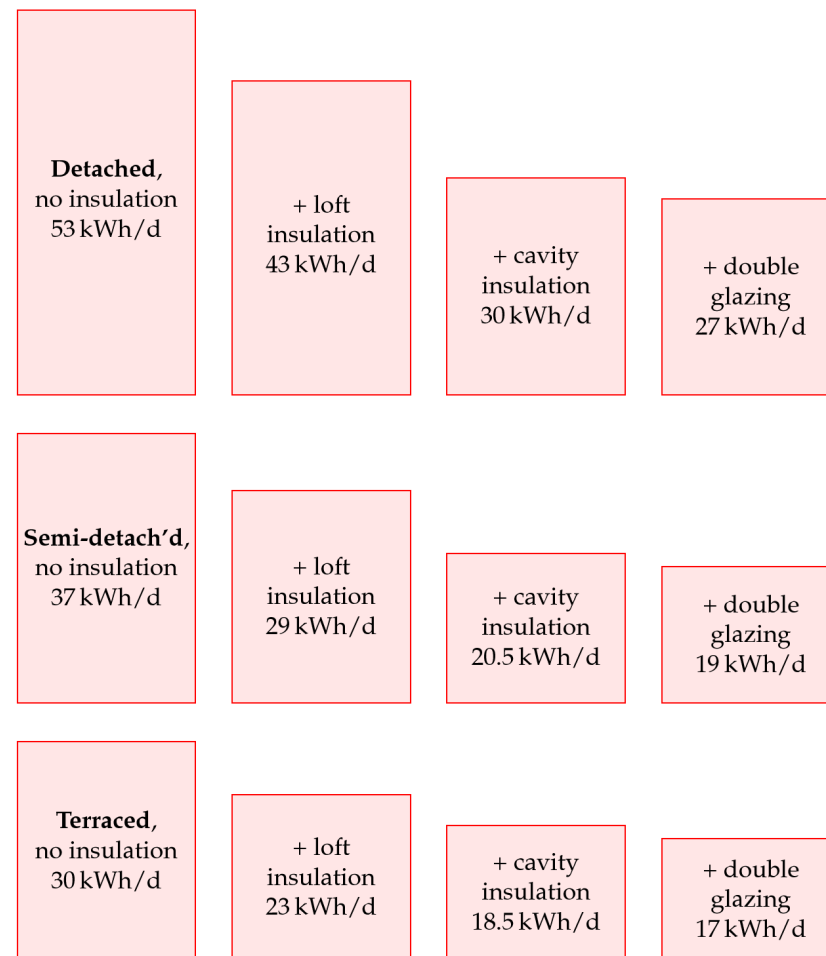 Detached,
no insulation
53 kWh/d
+ loft
insulation
43 kWh/d
+ cavity
insulation
30 kWh/d
+ double
glazing
27 kWh/d
Semi-detach’d,
no insulation
37 kWh/d
+ loft
insulation
29 kWh/d
+ cavity
insulation
20.5 kWh/d
+ double
glazing
19 kWh/d
Terraced,
no insulation
30 kWh/d
+ loft
insulation
23 kWh/d
+ cavity
insulation
18.5 kWh/d
+ double
glazing
17 kWh/d